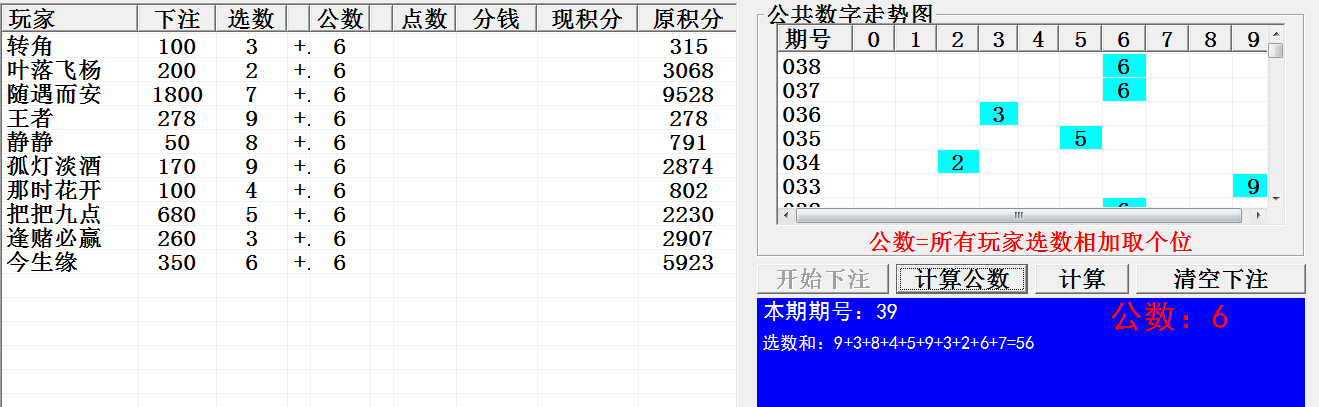 玩家 下注 选数 公数 点数 分钱 现积分 原积分
转角 100 3 +. 6 315
叶落飞杨 200 2 +. 6 3068
随遇而安 1800 7 +. 6 9528
王者 278 9 +. 6 278
静静 50 8 +. 6 791
孤灯淡酒 170 9 +. 6 2874
那时花开 100 4 +. 6 802
把把九点 680 5 +. 6 2230
逢赌必赢 260 3 +. 6 2907
今生缘 350 6 +. 6 5923
公共数字走势图
期号 0 1 2 3 4 5 6 7 8 9
038 6
037 6
036 3
035 5
034 2
033 9
公数=所有玩家选数相加取个位
开始下注 计算公数 计算 清空下注
本期期号：39 公数：6
选数和：9+3+8+4+5+9+3+2+6+7=56